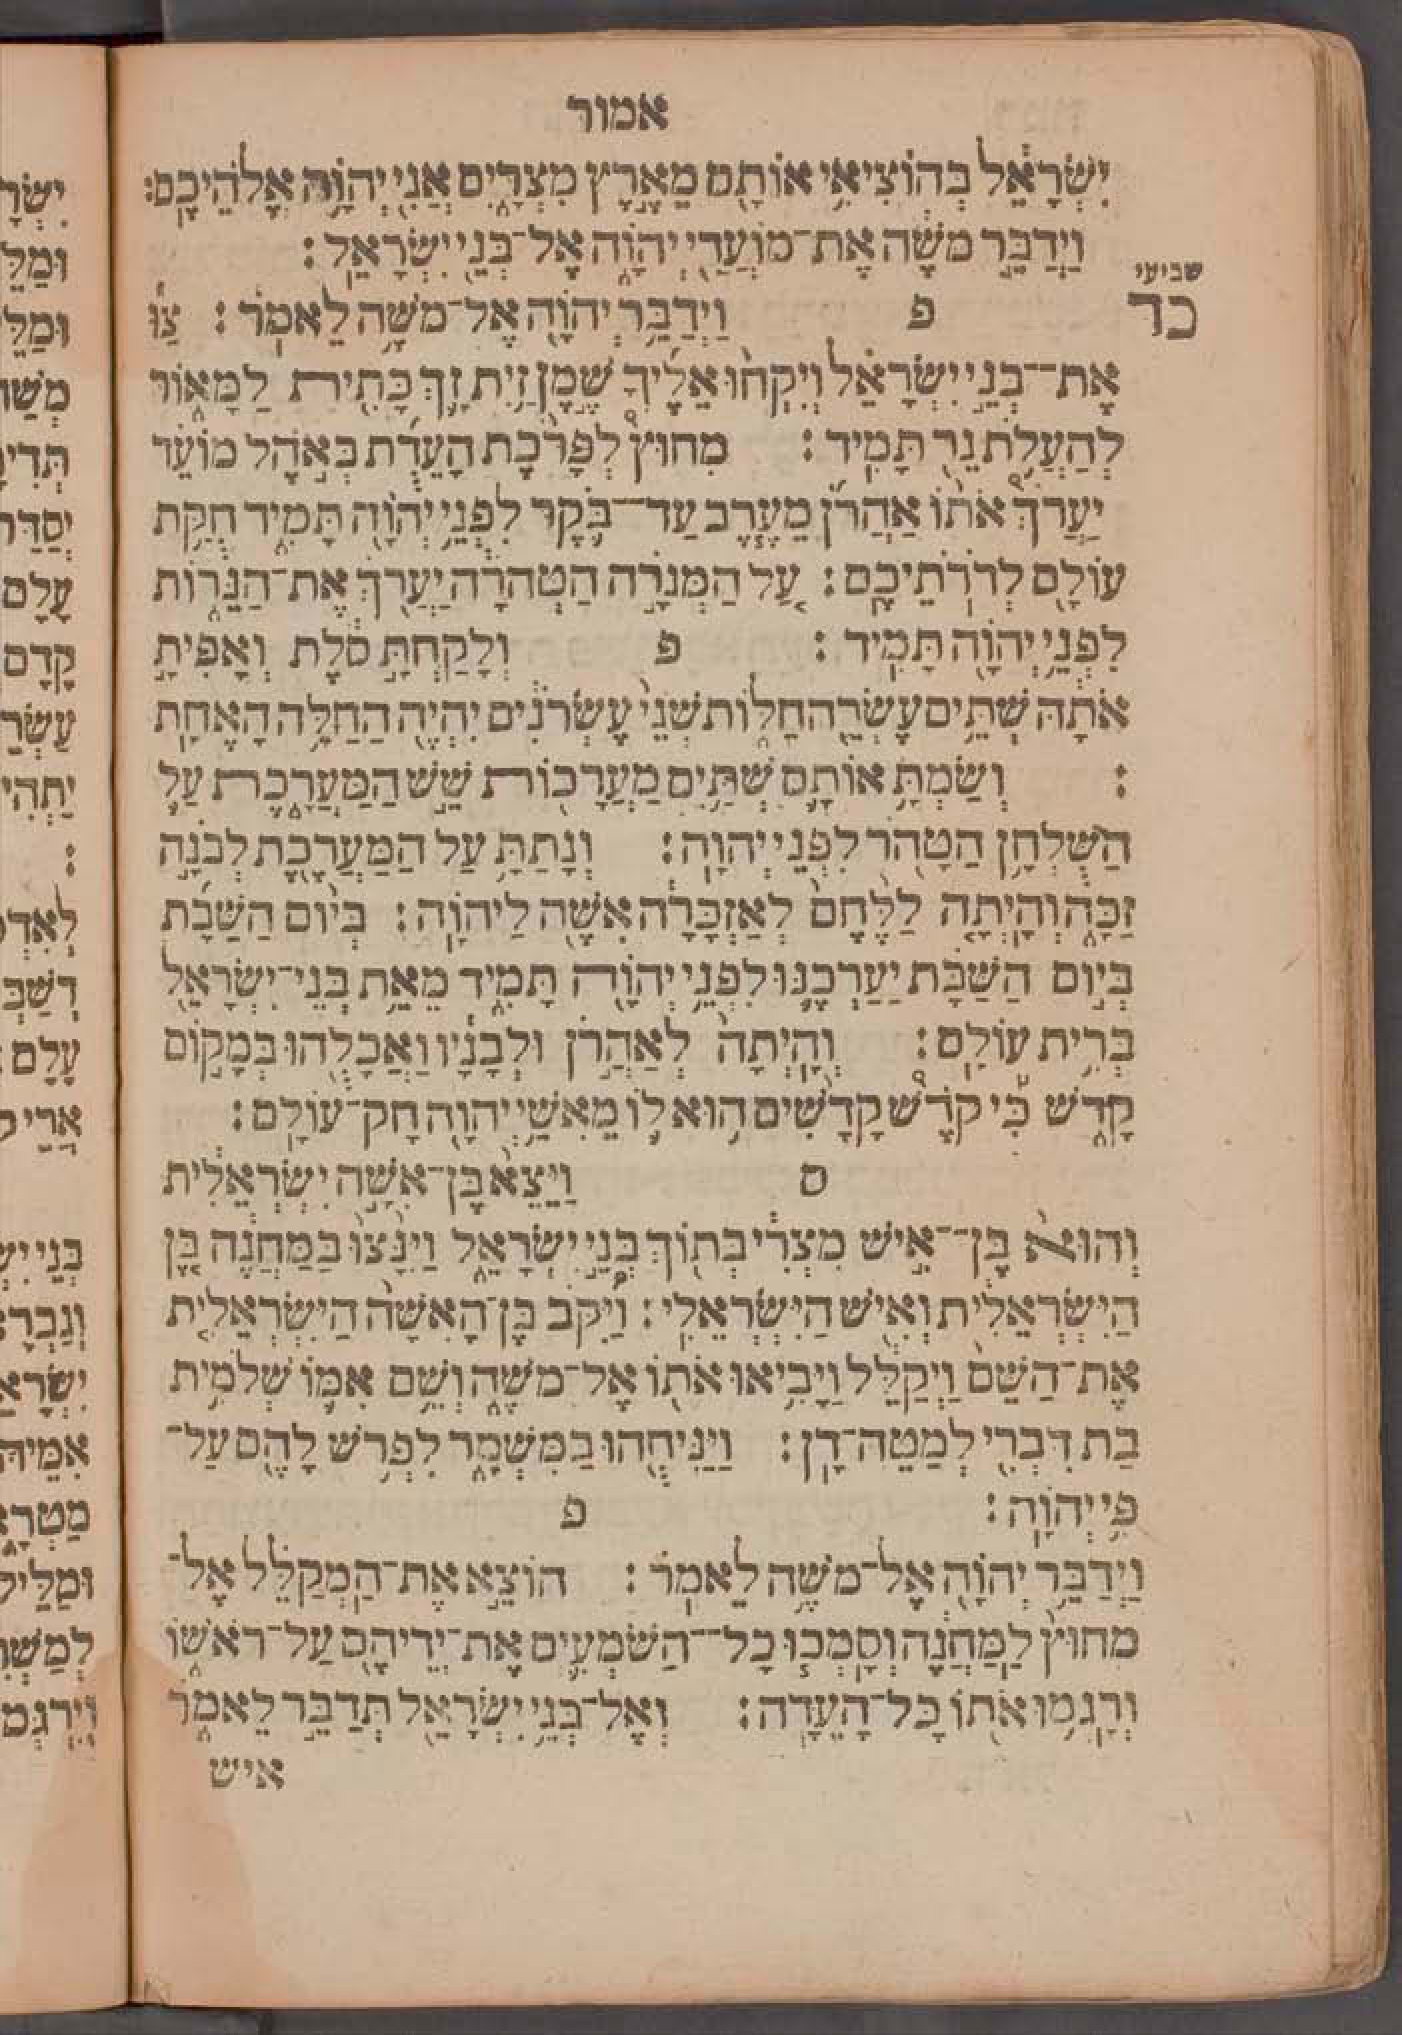 אמור
יִשְׂרָאֵל בְּהוֹצִיאִי אוֹתָם מֵאֶרֶץ מִצְרָיִם אֲנִי יְהוָה אֱלֹהֵיכֶם׃
וַיְדַבֵּר מֹשֶׁה אֶת־מוֹעֲדֵי יְהוָה אֶל־בְּנֵי יִשְׂרָאֵל׃
שביעי
כד פ וַיְדַבֵּר יְהוָה אֶל־מֹשֶׁה לֵּאמֹר׃ צַו
אֶת־בְּנֵי יִשְׂרָאֵל וְיִקְחוּ אֵלֶיךָ שֶׁמֶן זַיִת זָךְ כָּתִית לַמָּאוֹר
לְהַעֲלֹת נֵר תָּמִיד׃ מִחוּץ לְפָרֹכֶת הָעֵדֻת בְּאֹהֶל מוֹעֵד
יַעֲרֹךְ אֹתוֹ אַהֲרֹן מֵעֶרֶב עַד־בֹּקֶר לִפְנֵי יְהוָה תָּמִיד חֻקַּת
עוֹלָם לְדֹרֹתֵיכֶם׃ עַל הַמְּנֹרָה הַטְּהֹרָה יַעֲרֹךְ אֶת־הַנֵּרוֹת
לִפְנֵי יְהוָה תָּמִיד׃ פ וְלָקַחְתָּ סֹלֶת וְאָפִיתָ
אֹתָהּ שְׁתֵּים עֶשְׂרֵה חַלּוֹת שְׁנֵי עֶשְׂרֹנִים יִהְיֶה הַחַלָּה הָאֶחָת
׃ וְשַׂמְתָּ אוֹתָם שְׁתַּיִם מַעֲרָכוֹת שֵׁשׁ הַמַּעֲרָכֶת עַל
הַשֻּׁלְחָן הַטָּהֹר לִפְנֵי יְהוָה׃ וְנָתַתָּ עַל הַמַּעֲרֶכֶת לְבֹנָה
זַכָּה וְהָיְתָה לַלֶּחֶם לְאַזְכָּרָה אִשֶּׁה לַיהוָה׃ בְּיוֹם הַשַּׁבָּת
בְּיוֹם הַשַּׁבָּת יַעַרְכֶנּוּ לִפְנֵי יְהוָה תָּמִיד מֵאֵת בְּנֵי־יִשְׂרָאֵל
בְּרִית עוֹלָם׃ וְהָיְתָה לְאַהֲרֹן וּלְבָנָיו וַאֲכָלֻהוּ בְּמָקוֹם
קָדֹשׁ כִּי קֹדֶשׁ קָדָשִׁים הוּא לוֹ מֵאִשֵּׁי יְהוָה חָק־עוֹלָם׃
ס וַיֵּצֵא בֶּן־אִשָּׁה יִשְׂרְאֵלִית
וְהוּא בֶּן־אִישׁ מִצְרִי בְּתוֹךְ בְּנֵי יִשְׂרָאֵל וַיִּנָּצוּ בַּמַּחֲנֶה בֶּן
הַיִּשְׂרְאֵלִית וְאִישׁ הַיִּשְׂרְאֵלִי׃ וַיִּקֹּב בֶּן־הָאִשָּׁה הַיִּשְׂרְאֵלִית
אֶת־הַשֵּׁם וַיְקַלֵּל וַיָּבִיאוּ אֹתוֹ אֶל־מֹשֶׁה וְשֵׁם אִמּוֹ שְׁלֹמִית
בַּת דִּבְרִי לְמַטֵּה־דָן׃ וַיַּנִּיחֻהוּ בַּמִּשְׁמָר לִפְרֹשׁ לָהֶם עַל־
פִּי יְהוָה׃ פ
וַיְדַבֵּר יְהוָה אֶל־מֹשֶׁה לֵּאמֹר׃ הוֹצֵא אֶת־הַמְקַלֵּל אֶל־
מִחוּץ לַמַּחֲנֶה וְסָמְכוּ כָל־הַשֹּׁמְעִים אֶת־יְדֵיהֶם עַל־רֹאשׁוֹ
וְרָגְמוּ אֹתוֹ כָּל־הָעֵדָה׃ וְאֶל־בְּנֵי יִשְׂרָאֵל תְּדַבֵּר לֵאמֹר
איש